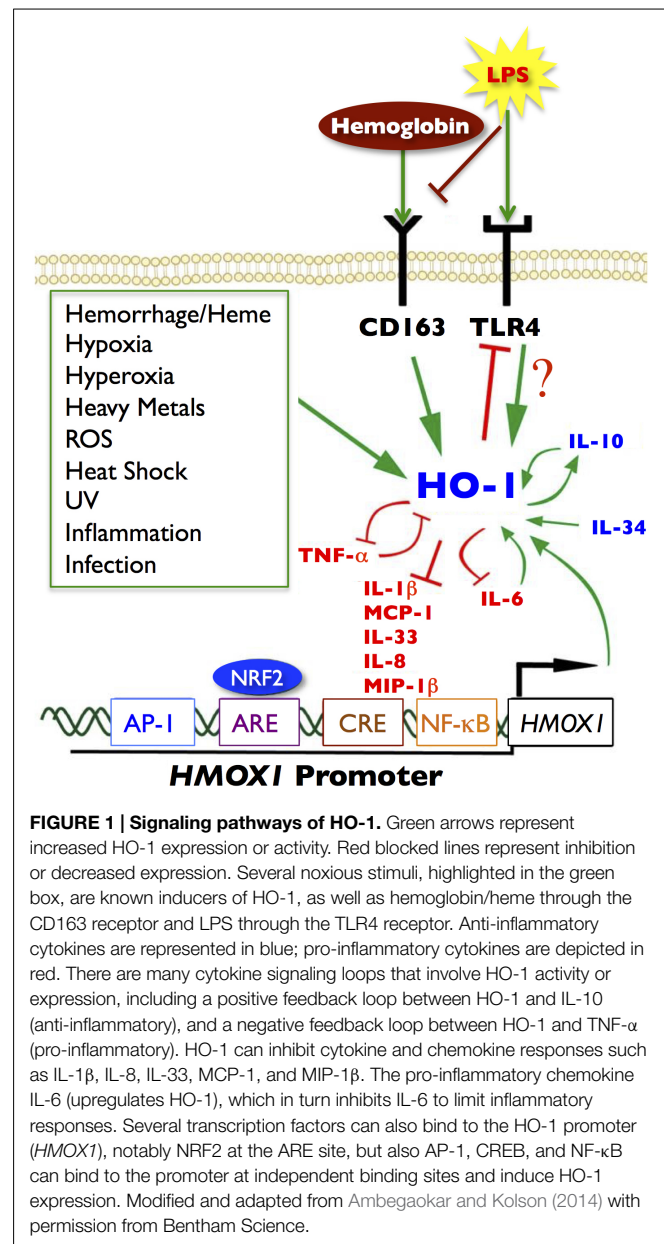 LPS
Hemoglobin
CD163 TLR4
?
Hemorrhage/Heme
Hypoxia
Hyperoxia
Heavy Metals
ROS
Heat Shock
UV
Inflammation
Infection
HO-1
IL-10
IL-34
TNF-α
IL-6
IL-1β
MCP-1
IL-33
IL-8
MIP-1β
NRF2
AP-1 ARE CRE NF-κB HMOX1
HMOX1 Promoter
FIGURE 1 | Signaling pathways of HO-1. Green arrows represent
increased HO-1 expression or activity. Red blocked lines represent inhibition
or decreased expression. Several noxious stimuli, highlighted in the green
box, are known inducers of HO-1, as well as hemoglobin/heme through the
CD163 receptor and LPS through the TLR4 receptor. Anti-inflammatory
cytokines are represented in blue; pro-inflammatory cytokines are depicted in
red. There are many cytokine signaling loops that involve HO-1 activity or
expression, including a positive feedback loop between HO-1 and IL-10
(anti-inflammatory), and a negative feedback loop between HO-1 and TNF-α
(pro-inflammatory). HO-1 can inhibit cytokine and chemokine responses such
as IL-1β, IL-8, IL-33, MCP-1, and MIP-1β. The pro-inflammatory chemokine
IL-6 (upregulates HO-1), which in turn inhibits IL-6 to limit inflammatory
responses. Several transcription factors can also bind to the HO-1 promoter
(HMOX1), notably NRF2 at the ARE site, but also AP-1, CREB, and NF-κB
can bind to the promoter at independent binding sites and induce HO-1
expression. Modified and adapted from Ambegaokar and Kolson (2014) with
permission from Bentham Science.